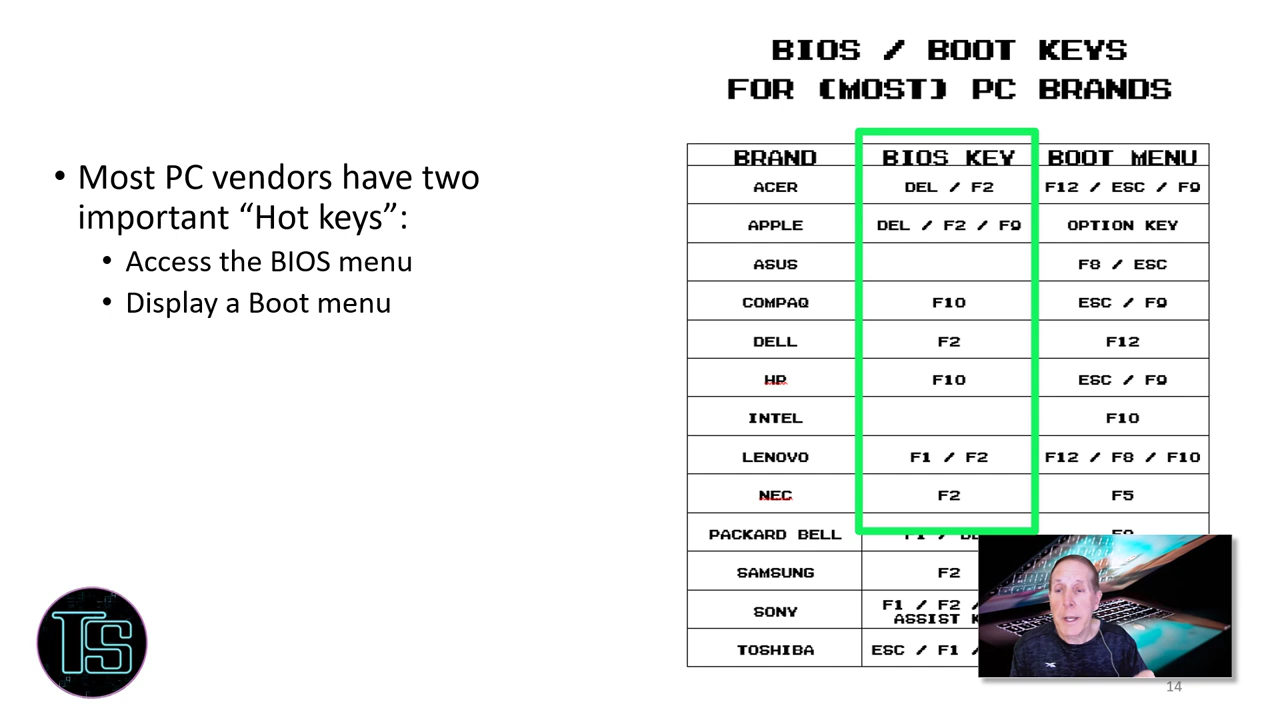 BIOS / BOOT KEYS
FOR (MOST) PC BRANDS
• Most PC vendors have two
important “Hot keys”:
• Access the BIOS menu
• Display a Boot menu
BRAND BIOS KEY BOOT MENU
ACER DEL / F2 F12 / ESC / F9
APPLE DEL / F2 / F9 OPTION KEY
ASUS F8 / ESC
COMPAQ F10 ESC / F9
DELL F2 F12
HP F10 ESC / F9
INTEL F10
LENOVO F1 / F2 F12 / F8 / F10
NEC F2 F5
PACKARD BELL
SAMSUNG F2
SONY F1 / F2 /
ASSIST
TOSHIBA ESC / F1 /
TS
14